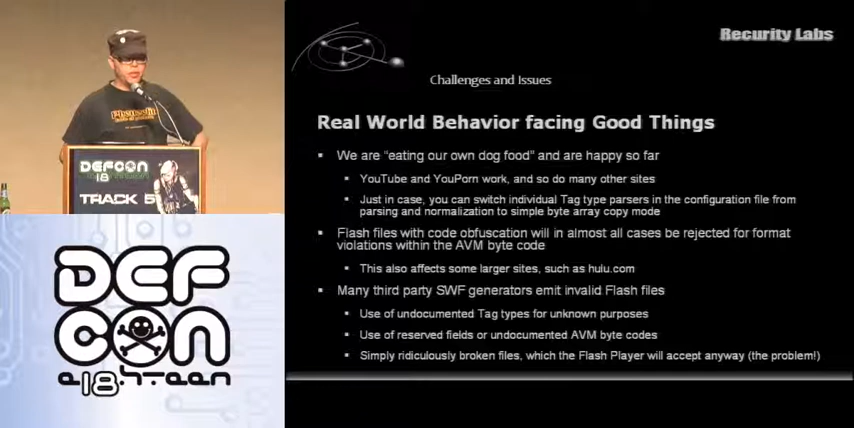 Recurity Labs
Challenges and Issues
Real World Behavior facing Good Things
We are "eating our own dog food" and are happy so far
YouTube and YouPorn work, and so do many other sites
Just in case, you can switch individual Tag type parsers in the configuration file from
parsing and normalization to simple byte array copy mode
Flash files with code obfuscation will in almost all cases be rejected for format
violations within the AVM byte code
This also affects some larger sites, such as hulu.com
Many third party SWF generators emit invalid Flash files
Use of undocumented Tag types for unknown purposes
Use of reserved fields or undocumented AVM byte codes
Simply ridiculously broken files, which the Flash Player will accept anyway (the problem!)
DEFCON
18
TRACK 5
DEF
CON
e18hteen